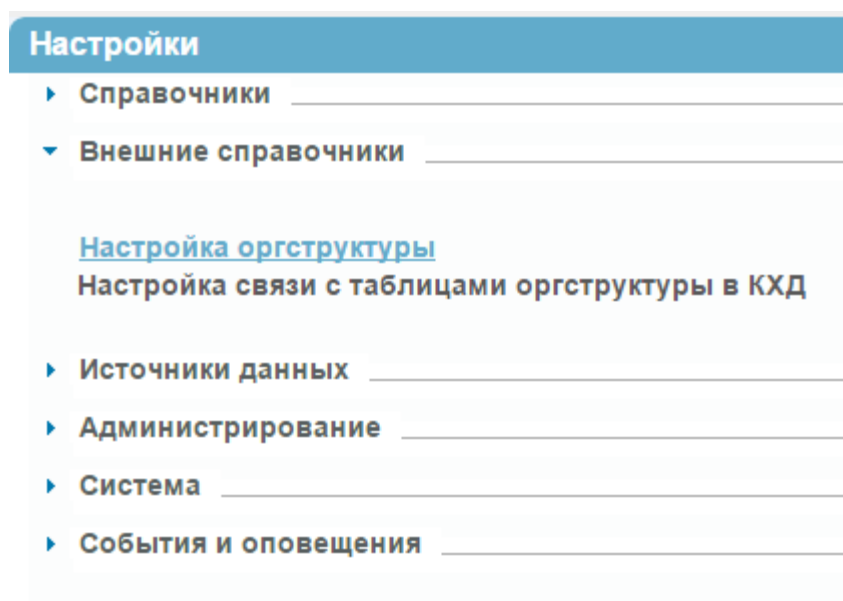 Настройки
Справочники
Внешние справочники
Настройка оргструктуры
Настройка связи с таблицами оргструктуры в КХД
Источники данных
Администрирование
Система
События и оповещения